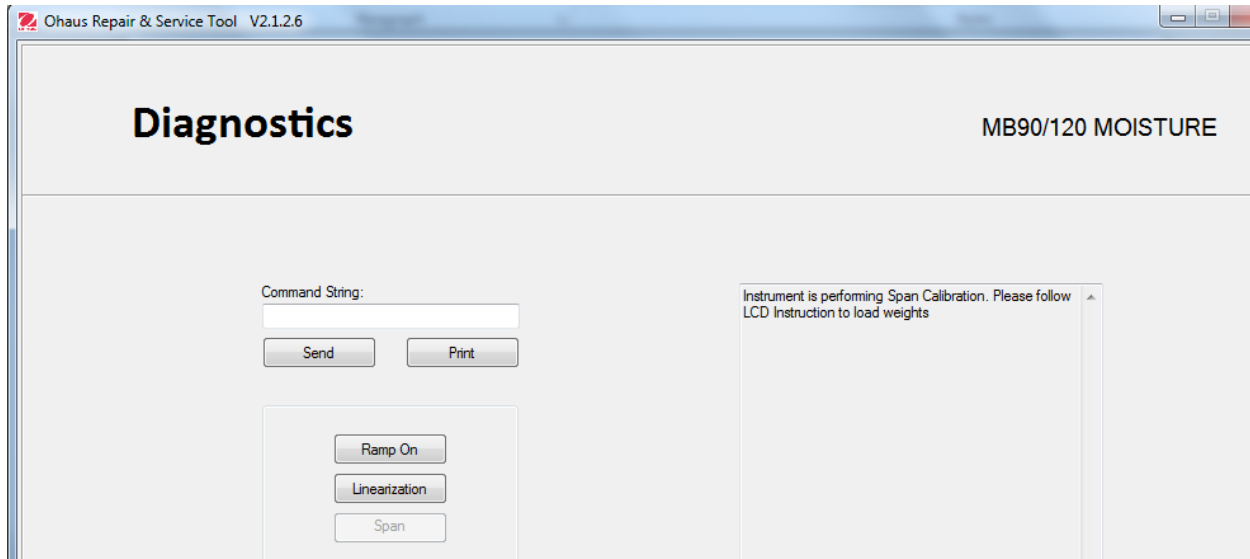 Ohaus Repair & Service Tool V2.1.2.6
Diagnostics
MB90/120 MOISTURE
Command String:
Send
Print
Ramp On
Linearization
Span
Instrument is performing Span Calibration. Please follow
LCD Instruction to load weights